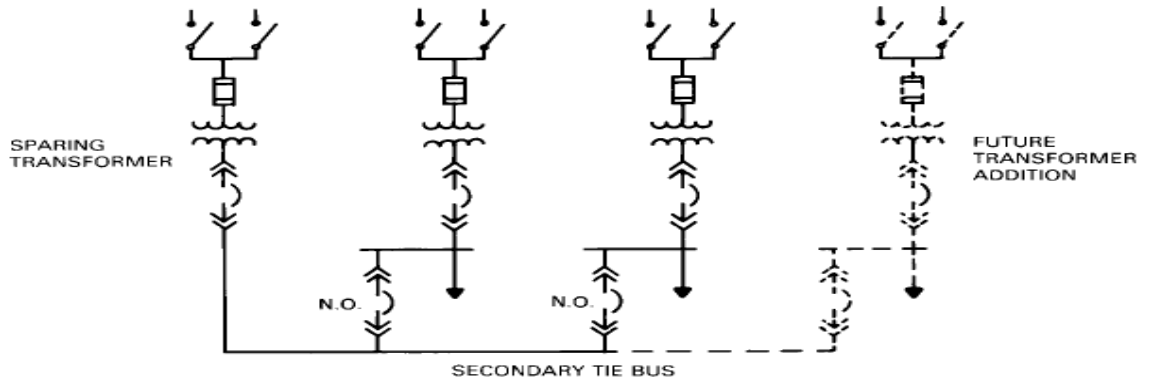 SPARING
TRANSFORMER
FUTURE
TRANSFORMER
ADDITION
N.O.
N.O.
SECONDARY TIE BUS